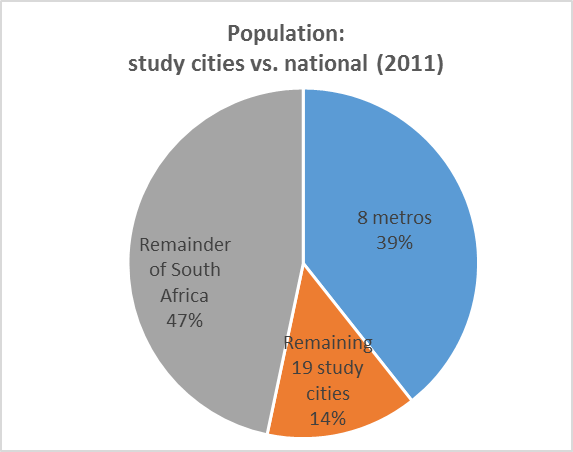 Population:
study cities vs. national (2011)
8 metros
39%
Remaining
19 study
cities
14%
Remainder
of South
Africa
47%